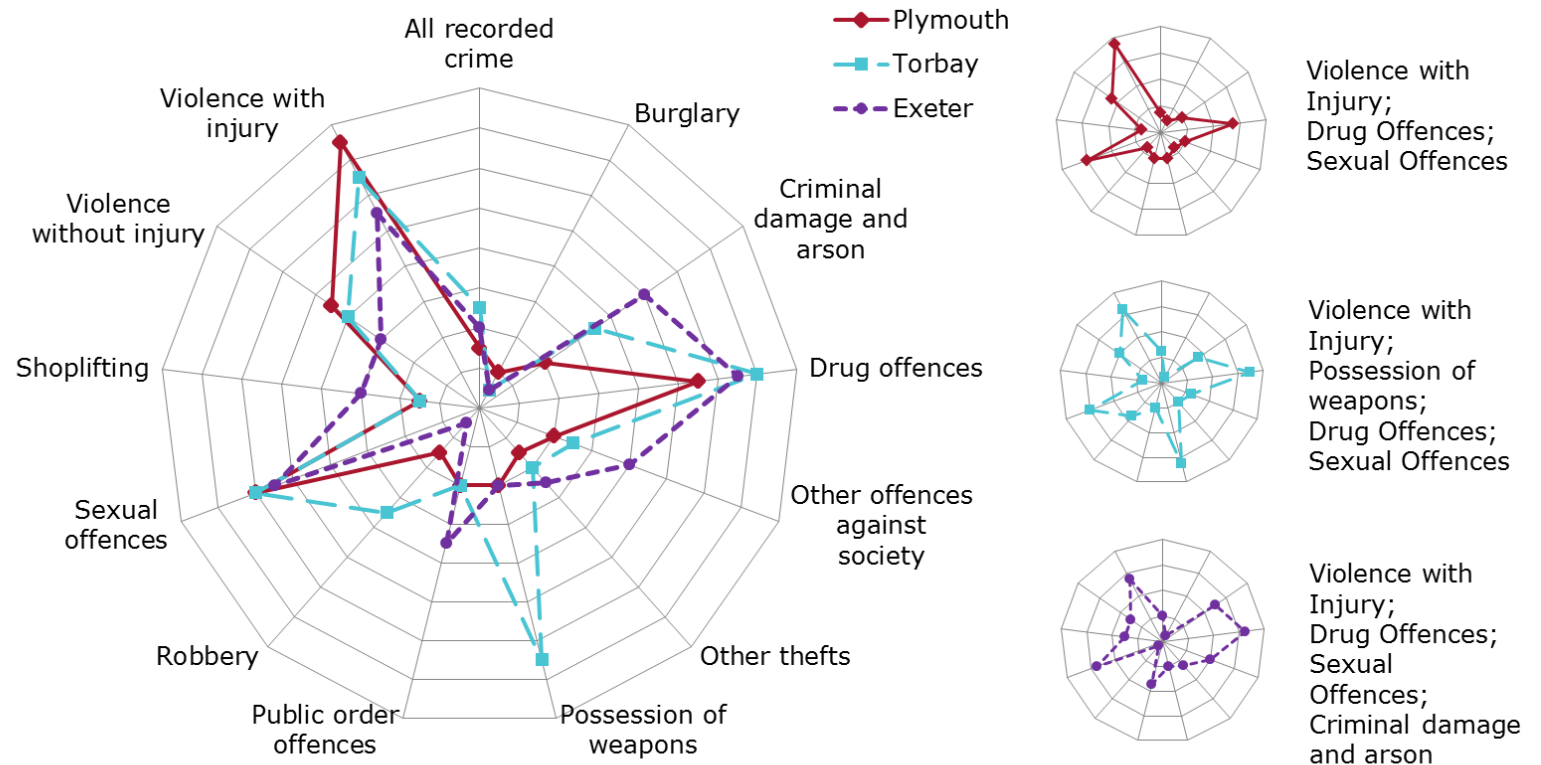 All recorded
crime
Burglary
Criminal
damage and
arson
Drug offences
Other offences
against
society
Other thefts
Possession of
weapons
Public order
offences
Robbery
Sexual
offences
Shoplifting
Violence
without injury
Violence with
injury
Plymouth
Torbay
Exeter
Violence with
Injury;
Drug Offences;
Sexual Offences
Violence with
Injury;
Possession of
weapons;
Drug Offences;
Sexual Offences
Violence with
Injury;
Drug Offences;
Sexual
Offences;
Criminal damage
and arson